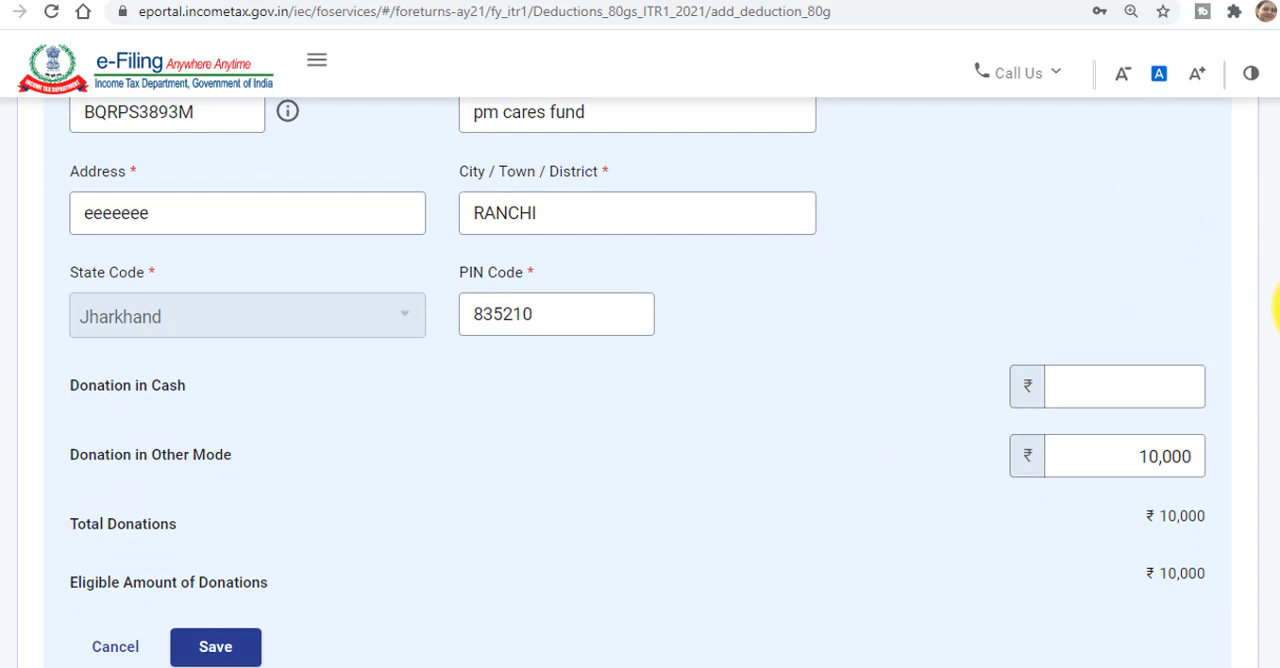 eportal.incometax.gov.in/iec/foservices/#/foreturns-ay21/fy_itr1/Deductions_80gs_ITR1_2021/add_deduction_80g
e-Filing Anywhere Anytime
Income Tax Department, Government of India
Call Us
A-
A
A+
BQRPS3893M
pm cares fund
Address *
City / Town / District *
eeeeeee
RANCHI
State Code *
PIN Code *
Jharkhand
835210
Donation in Cash
₹
Donation in Other Mode
₹ 10,000
Total Donations
₹ 10,000
Eligible Amount of Donations
₹ 10,000
Cancel
Save